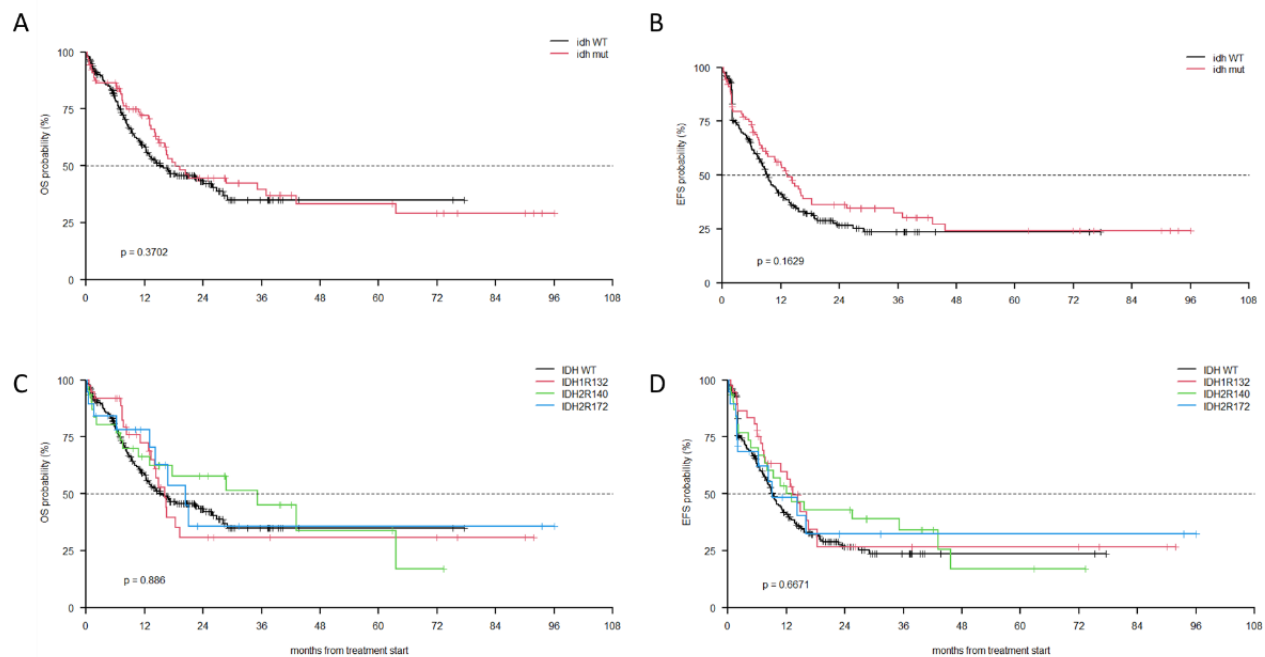 A
idh WT
idh mut
100
75
50
25
0
OS probability (%)
p = 0.3702
0 12 24 36 48 60 72 84 96 108
B
idh WT
idh mut
100
75
50
25
0
EFS probability (%)
p = 0.1629
0 12 24 36 48 60 72 84 96 108
C
IDH WT
IDH1R132
IDH2R140
IDH2R172
100
75
50
25
0
OS probability (%)
p = 0.886
0 12 24 36 48 60 72 84 96 108
months from treatment start
D
IDH WT
IDH1R132
IDH2R140
IDH2R172
100
75
50
25
0
EFS probability (%)
p = 0.6671
0 12 24 36 48 60 72 84 96 108
months from treatment start